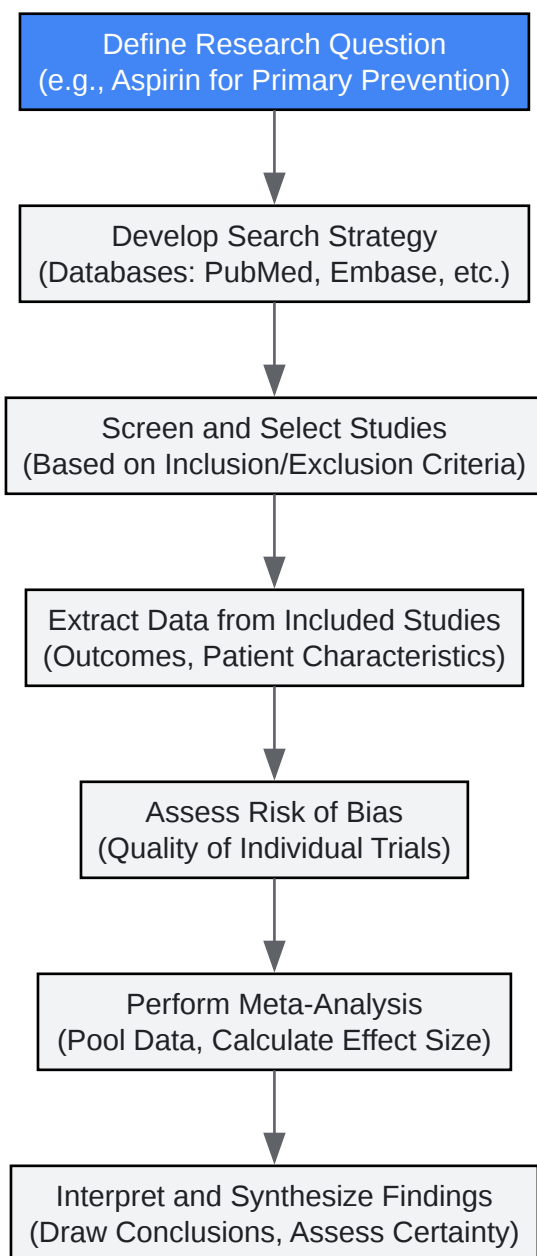 Define Research Question
(e.g., Aspirin for Primary Prevention)
Develop Search Strategy
(Databases: PubMed, Embase, etc.)
Screen and Select Studies
(Based on Inclusion/Exclusion Criteria)
Extract Data from Included Studies
(Outcomes, Patient Characteristics)
Assess Risk of Bias
(Quality of Individual Trials)
Perform Meta-Analysis
(Pool Data, Calculate Effect Size)
Interpret and Synthesize Findings
(Draw Conclusions, Assess Certainty)